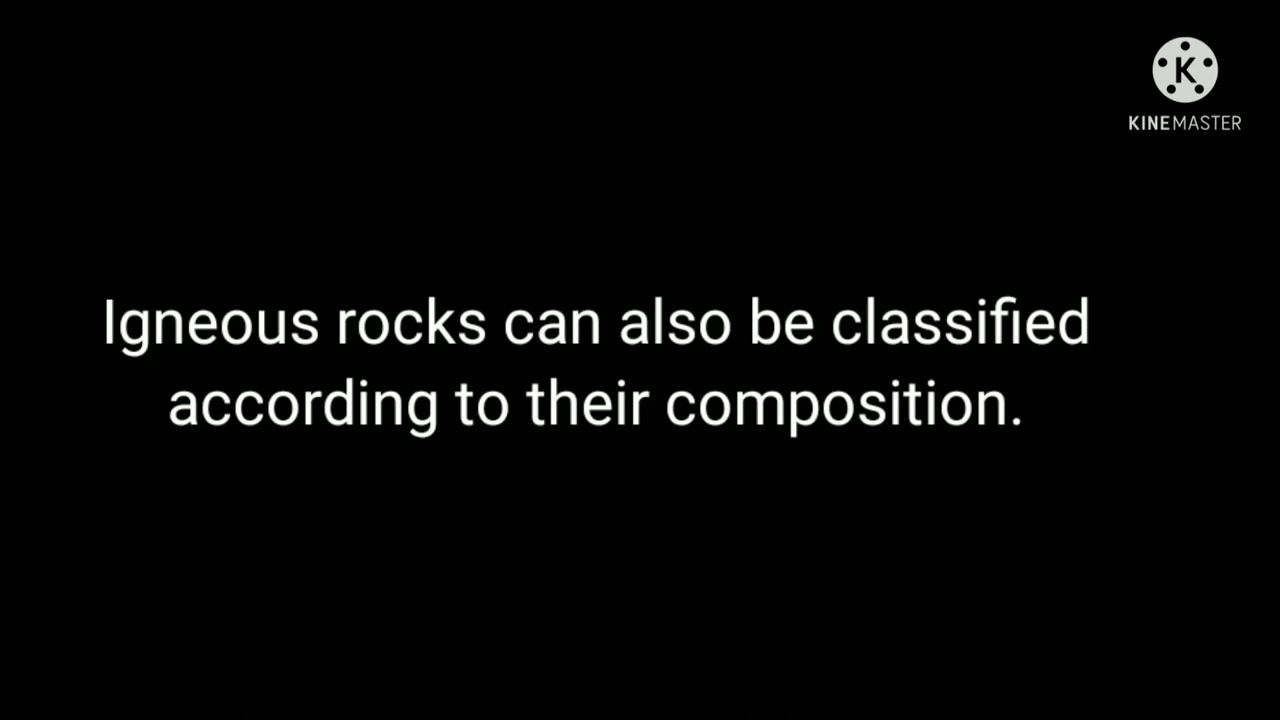 K
KINEMASTER
Igneous rocks can also be classified
according to their composition.